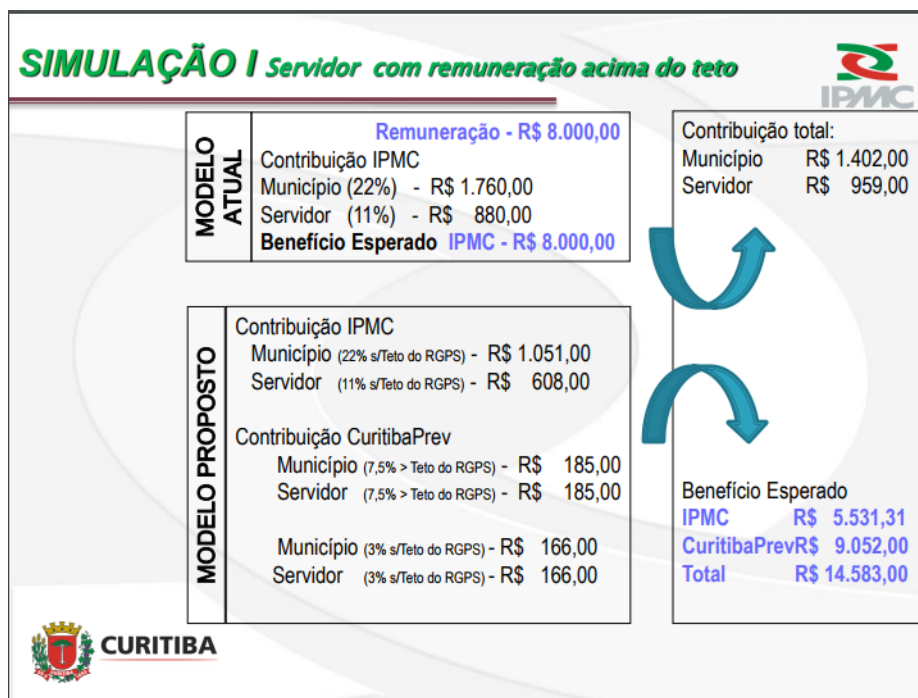 SIMULAÇÃO I Servidor com remuneração acima do teto
IPMC
MODELO
ATUAL
Remuneração - R$ 8.000,00
Contribuição IPMC
Município (22%) - R$ 1.760,00
Servidor (11%) - R$ 880,00
Benefício Esperado IPMC - R$ 8.000,00
MODELO PROPOSTO
Contribuição IPMC
Município (22% s/Teto do RGPS) - R$ 1.051,00
Servidor (11% s/Teto do RGPS) - R$ 608,00
Contribuição CuritibaPrev
Município (7,5% > Teto do RGPS) - R$ 185,00
Servidor (7,5% > Teto do RGPS) - R$ 185,00
Município (3% s/Teto do RGPS) - R$ 166,00
Servidor (3% s/Teto do RGPS) - R$ 166,00
Contribuição total:
Município R$ 1.402,00
Servidor R$ 959,00
Benefício Esperado
IPMC R$ 5.531,31
CuritibaPrevR$ 9.052,00
Total R$ 14.583,00
CURITIBA